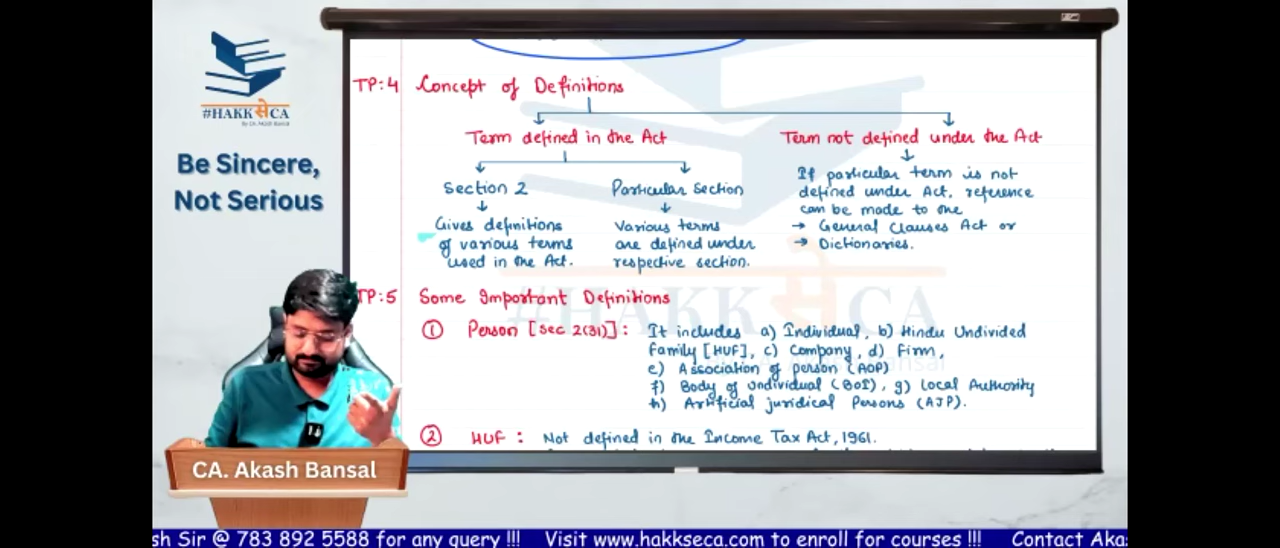 #HAKKसेCA
By CA. Akash Bansal
Be Sincere,
Not Serious
TP:4 Concept of Definitions
Term defined in the Act
Term not defined under the Act
Section 2
Particular Section
Gives definitions
of various terms
used in the Act.
Various terms
are defined under
respective section.
If particular term is not
defined under Act, reference
can be made to the
→ General Clauses Act or
→ Dictionaries.
TP:5 Some Important Definitions
① Person [Sec 2(31)]: It includes a) Individual, b) Hindu Undivided
Family [HUF], c) Company, d) Firm,
e) Association of person (AOP)
f) Body of Individual (BOI), g) Local Authority
h) Artificial juridical Persons (AJP).
② HUF: Not defined in the Income Tax Act, 1961.
#HAKKसेCA
CA. Akash Bansal
sh Sir @ 783 892 5588 for any query !!! Visit www.hakkseca.com to enroll for courses !!! Contact Aka